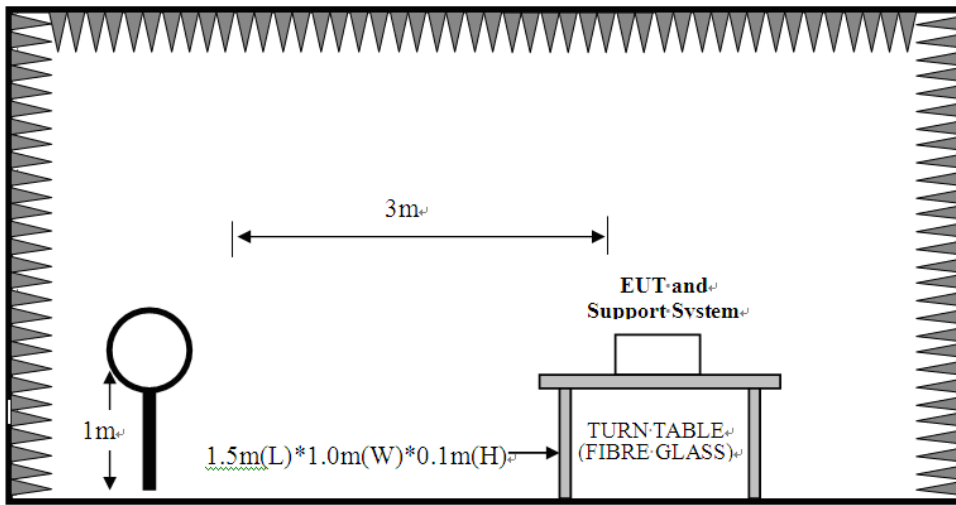 3m
EUT and
Support System
1m
1.5m(L)*1.0m(W)*0.1m(H)
TURN TABLE
(FIBRE GLASS)